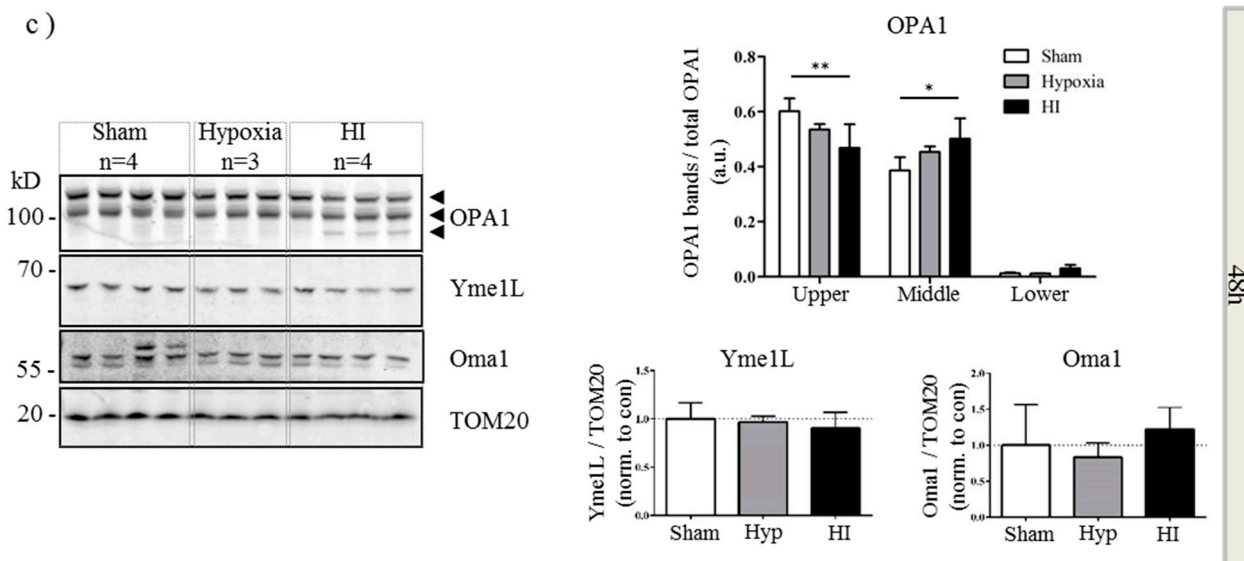 c )
Sham
n=4
Hypoxia
n=3
HI
n=4
kD
100 -
70 -
55 -
20 -
OPA1
Yme1L
Oma1
TOM20
OPA1
OPA1 bands / total OPA1
(a.u.)
0.8
0.6
0.4
0.2
0.0
**
*
Sham
Hypoxia
HI
Upper
Middle
Lower
Yme1L
Yme1L / TOM20
(norm. to con)
1.5
1.0
0.5
0.0
Sham
Hyp
HI
Oma1
Oma1 / TOM20
(norm. to con)
2.0
1.5
1.0
0.5
0.0
Sham
Hyp
HI
48h